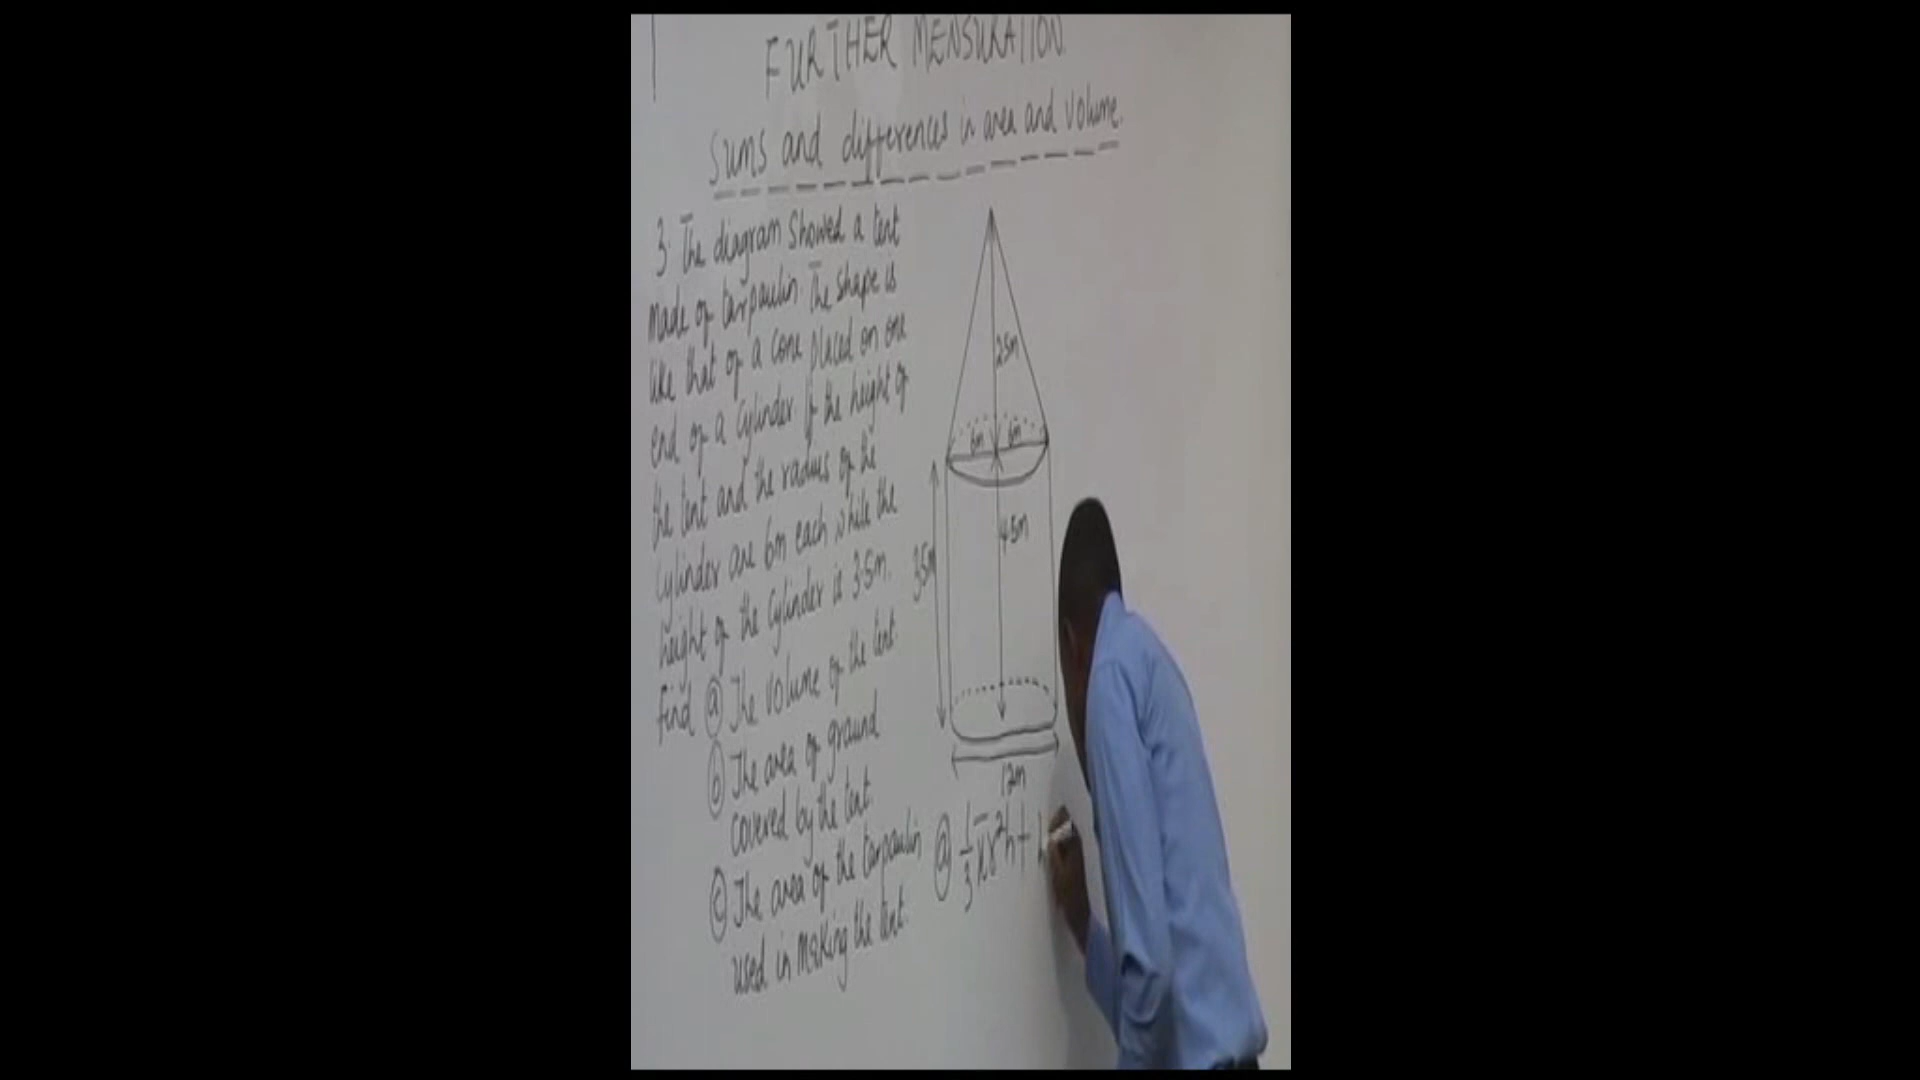 FURTHER MENSURATION
Sums and differences in area and volume.
3. The diagram showed a tent
made of tarpaulin. The shape is
like that of a cone placed on one
end of a cylinder. If the height of
the tent and the radius of the
cylinder are 6m each while the
height of the cylinder is 3.5m.
find ⓐ The volume of the tent
ⓑ The area of ground
covered by the tent.
ⓒ The area of the tarpaulin
used in making the tent.
2.5m
6m 6m
3.5m
12m
ⓐ 1/3 πr²h +